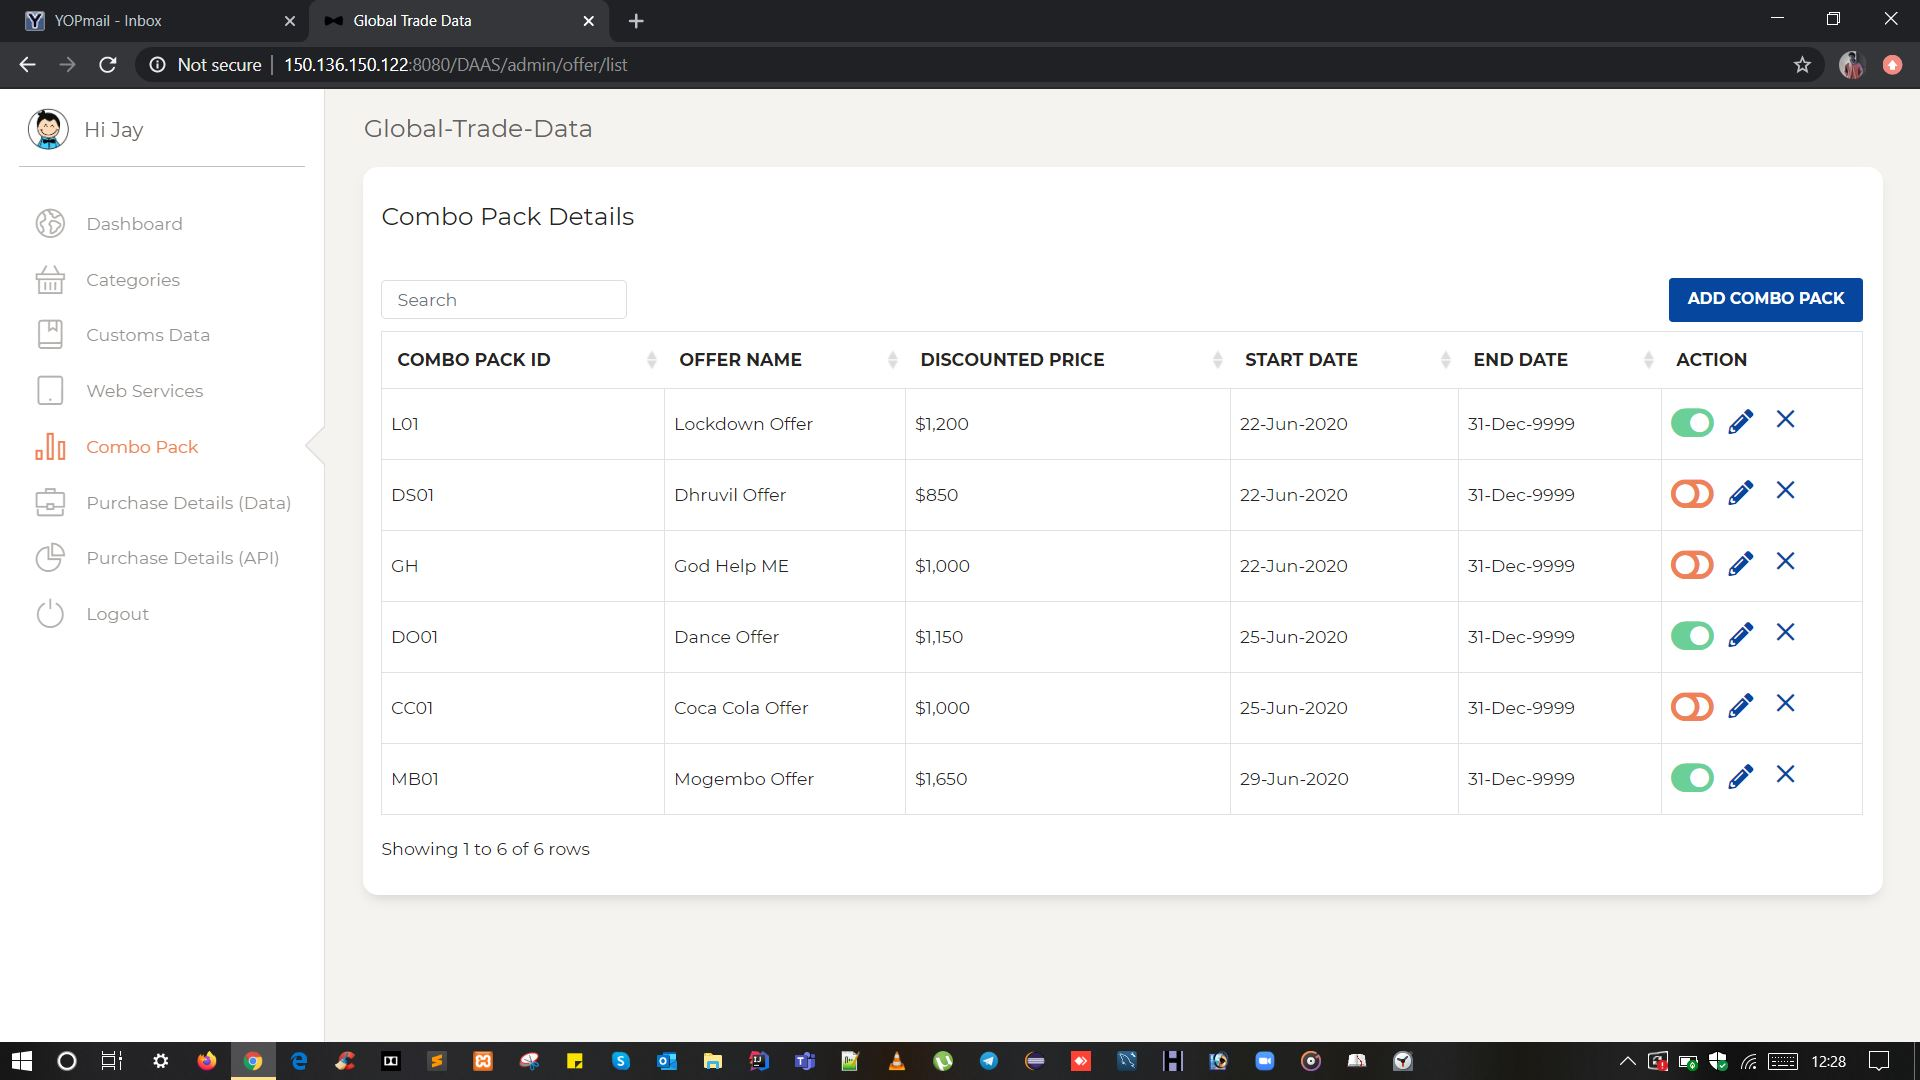 YOPmail - Inbox
Global Trade Data
Not secure
150.136.150.122:8080/DAAS/admin/offer/list
Hi Jay
Dashboard
Categories
Customs Data
Web Services
Combo Pack
Purchase Details (Data)
Purchase Details (API)
Logout
Global-Trade-Data
Combo Pack Details
Search
ADD COMBO PACK
COMBO PACK ID OFFER NAME DISCOUNTED PRICE START DATE END DATE ACTION
L01 Lockdown Offer $1,200 22-Jun-2020 31-Dec-9999
DS01 Dhruvil Offer $850 22-Jun-2020 31-Dec-9999
GH God Help ME $1,000 22-Jun-2020 31-Dec-9999
DO01 Dance Offer $1,150 25-Jun-2020 31-Dec-9999
CC01 Coca Cola Offer $1,000 25-Jun-2020 31-Dec-9999
MB01 Mogembo Offer $1,650 29-Jun-2020 31-Dec-9999
Showing 1 to 6 of 6 rows
12:28